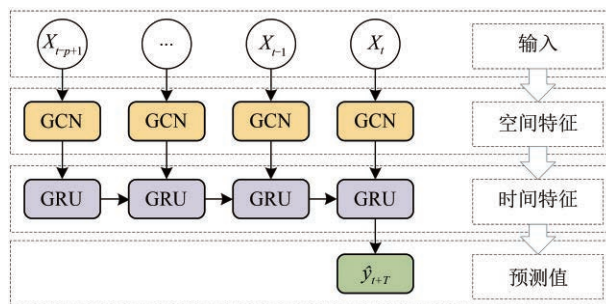 X_{t-p+1} ... X_{t-1} X_t 输入
GCN GCN GCN GCN 空间特征
GRU GRU GRU GRU 时间特征
ŷ_{t+T} 预测值